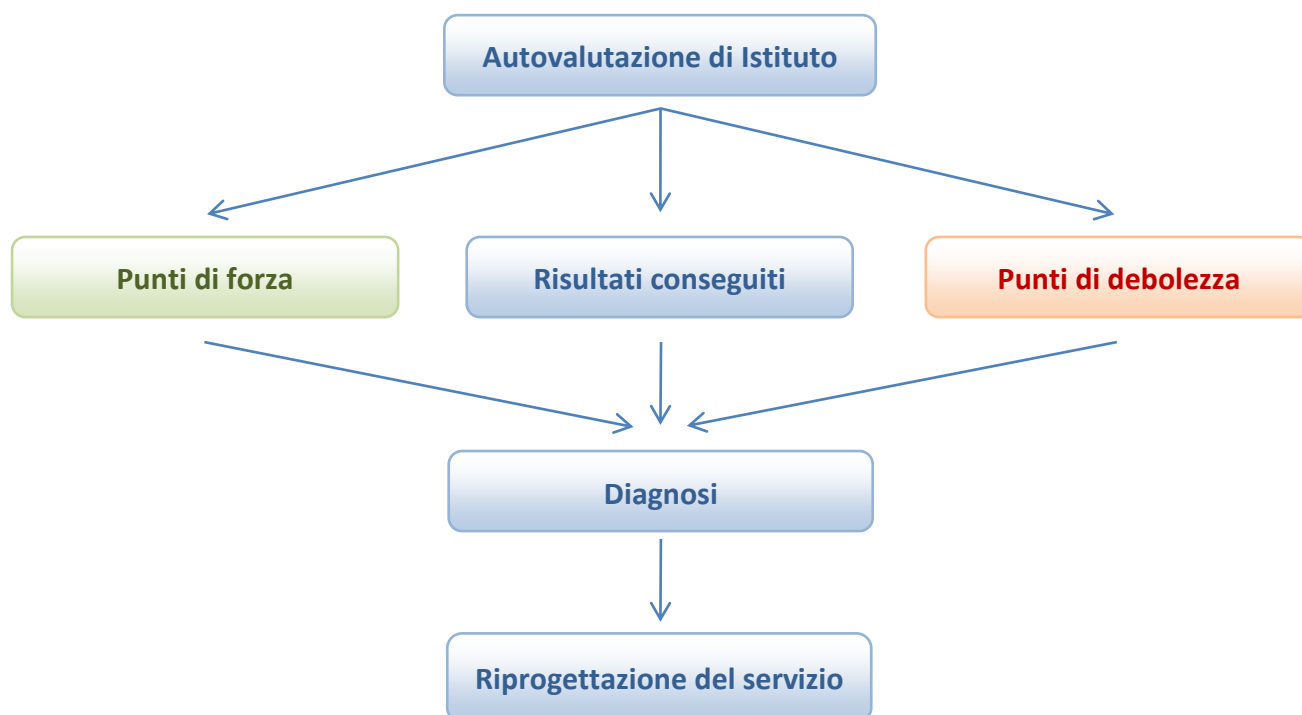 Autovalutazione di Istituto
Punti di forza
Risultati conseguiti
Punti di debolezza
Diagnosi
Riprogettazione del servizio